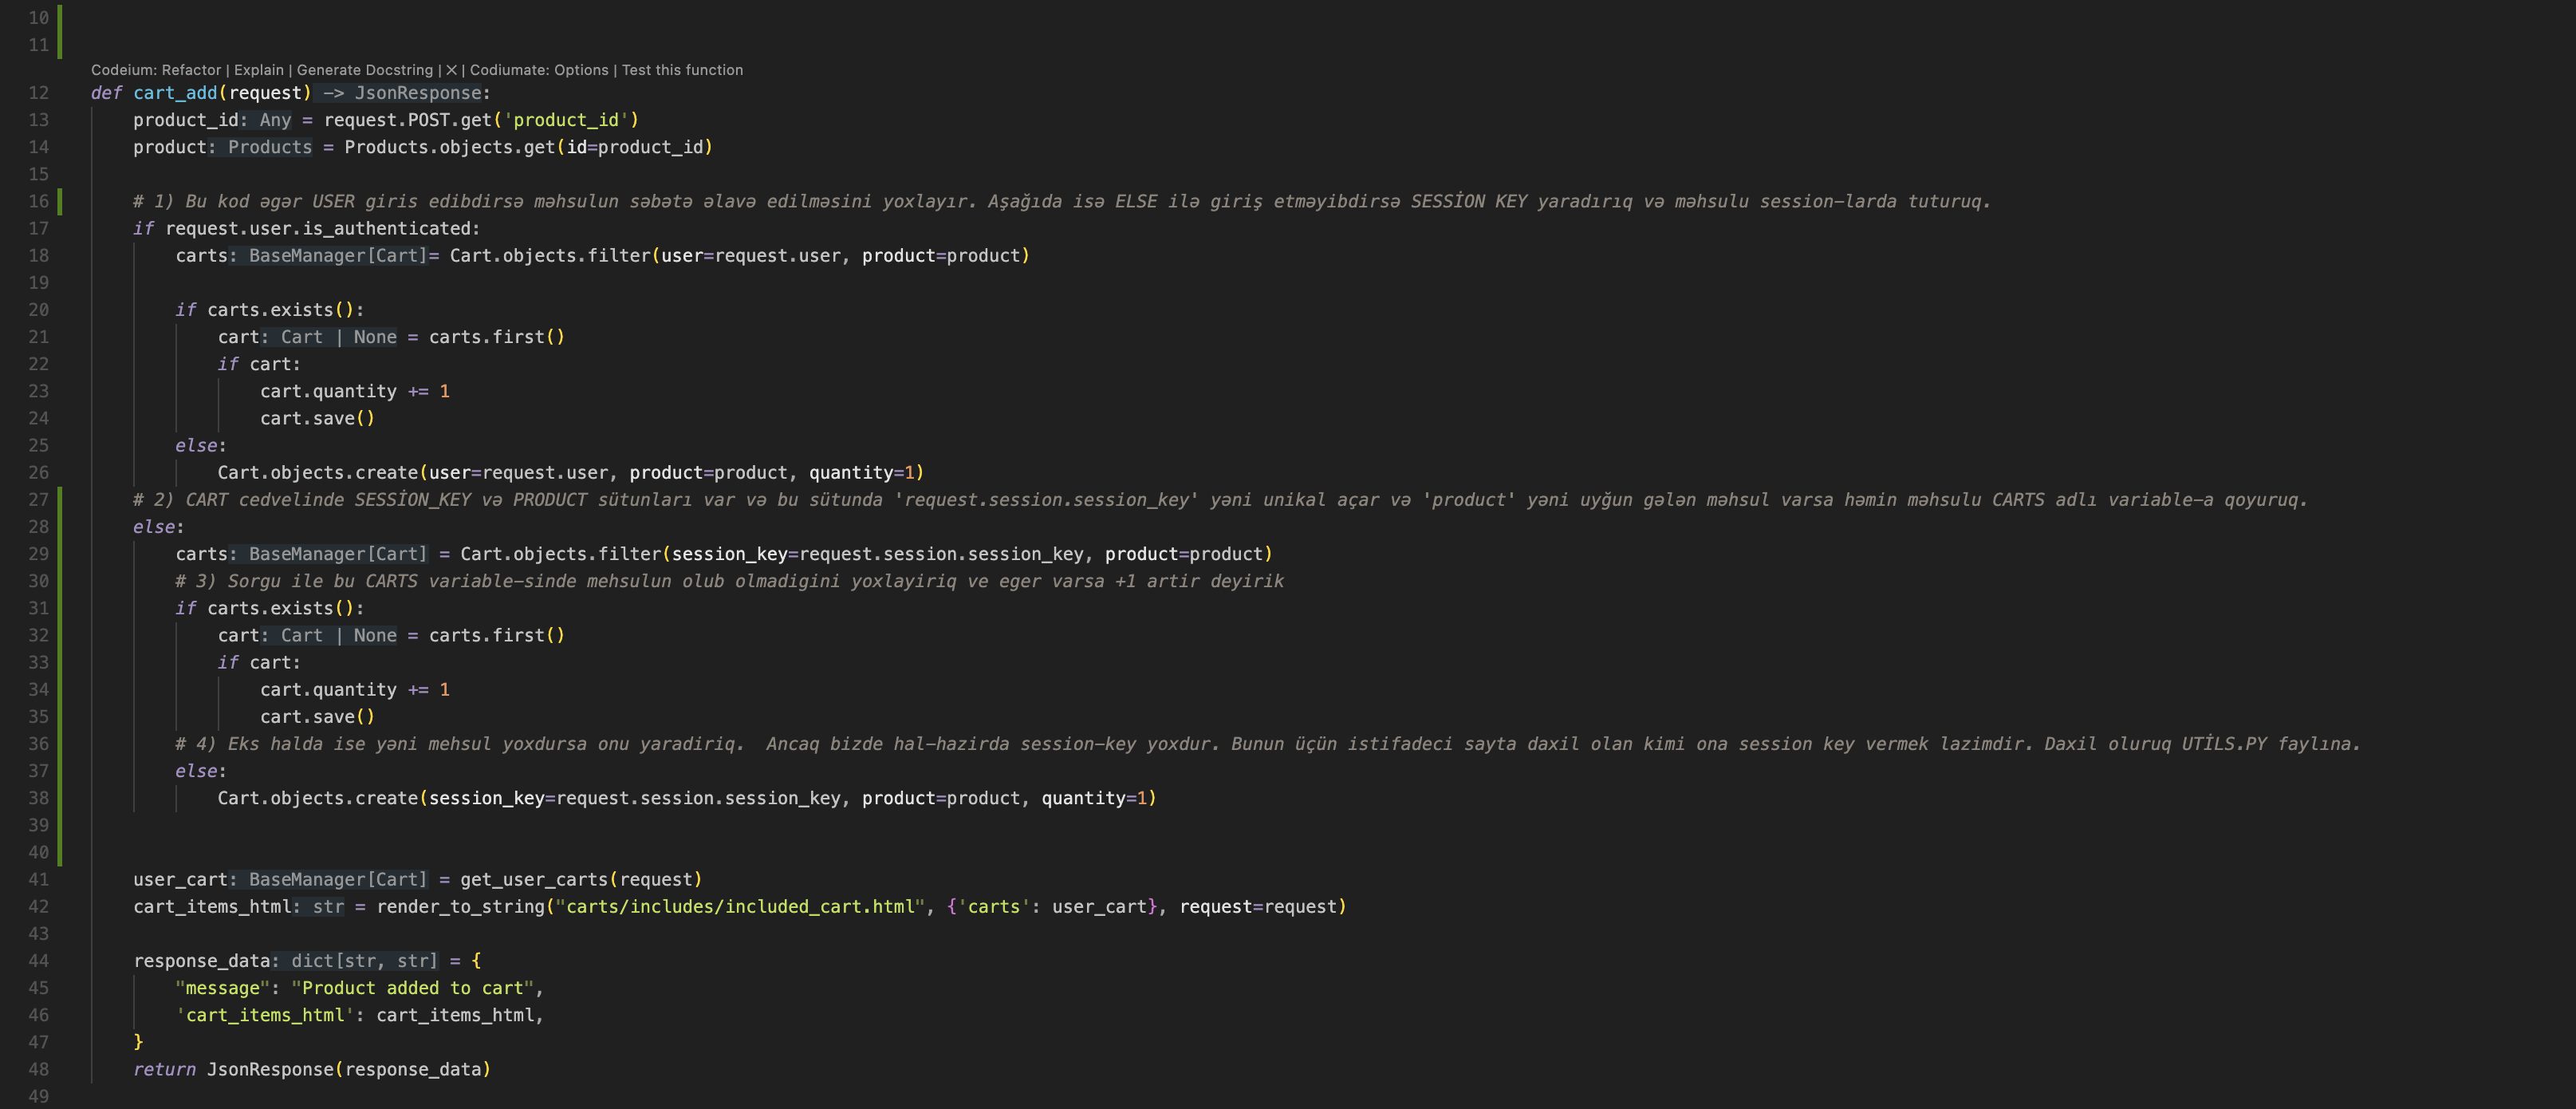 10
11
Codeium: Refactor | Explain | Generate Docstring | X | Codiumate: Options | Test this function
12 def cart_add(request) -> JsonResponse:
13 product_id: Any = request.POST.get('product_id')
14 product: Products = Products.objects.get(id=product_id)
15
16 # 1) Bu kod əgər USER giris edibdirsə məhsulun səbətə əlavə edilməsini yoxlayır. Aşağıda isə ELSE ilə giriş etməyibdirsə SESSİON KEY yaradırıq və məhsulu session-larda tuturuq.
17 if request.user.is_authenticated:
18 carts: BaseManager[Cart]= Cart.objects.filter(user=request.user, product=product)
19
20 if carts.exists():
21 cart: Cart | None = carts.first()
22 if cart:
23 cart.quantity += 1
24 cart.save()
25 else:
26 Cart.objects.create(user=request.user, product=product, quantity=1)
27 # 2) CART cedvelinde SESSİON_KEY və PRODUCT sütunları var və bu sütunda 'request.session.session_key' yəni unikal açar və 'product' yəni uyğun gələn məhsul varsa həmin məhsulu CARTS adlı variable-a qoyuruq.
28 else:
29 carts: BaseManager[Cart] = Cart.objects.filter(session_key=request.session.session_key, product=product)
30 # 3) Sorgu ile bu CARTS variable-sinde mehsulun olub olmadigini yoxlayiriq ve eger varsa +1 artir deyirik
31 if carts.exists():
32 cart: Cart | None = carts.first()
33 if cart:
34 cart.quantity += 1
35 cart.save()
36 # 4) Eks halda ise yəni mehsul yoxdursa onu yaradiriq.  Ancaq bizde hal-hazirda session-key yoxdur. Bunun üçün istifadeci sayta daxil olan kimi ona session key vermek lazimdir. Daxil oluruq UTİLS.PY faylına.
37 else:
38 Cart.objects.create(session_key=request.session.session_key, product=product, quantity=1)
39
40
41 user_cart: BaseManager[Cart] = get_user_carts(request)
42 cart_items_html: str = render_to_string("carts/includes/included_cart.html", {'carts': user_cart}, request=request)
43
44 response_data: dict[str, str] = {
45 "message": "Product added to cart",
46 'cart_items_html': cart_items_html,
47 }
48 return JsonResponse(response_data)
49